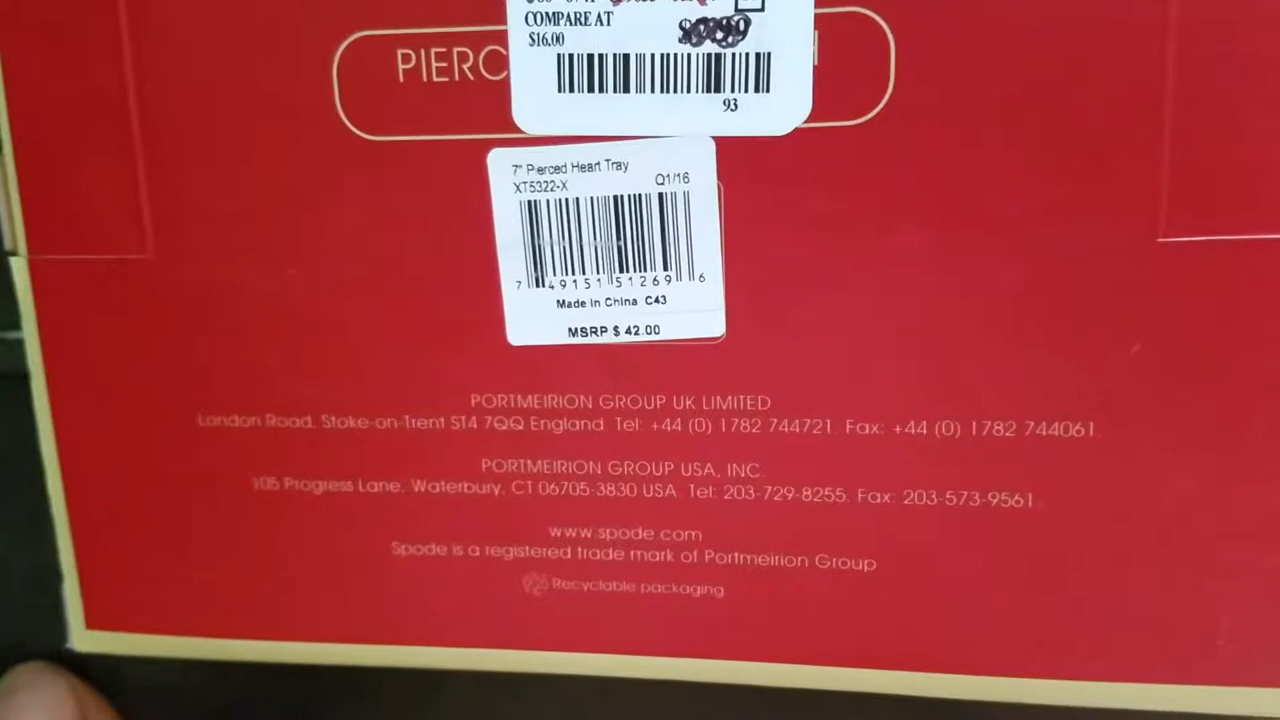 COMPARE AT
$16.00
PIERC
93
7" Pierced Heart Tray
XT5322-X Q1/16
7 49151 51269 6
Made in China C43
MSRP $ 42.00
PORTMEIRION GROUP UK LIMITED
London Road, Stoke-on-Trent ST4 7QQ England Tel: +44 (0) 1782 744721 Fax: +44 (0) 1782 744061
PORTMEIRION GROUP USA, INC.
105 Progress Lane, Waterbury, CT 06705-3830 USA. Tel: 203-729-8255. Fax: 203-573-9561
www.spode.com
Spode is a registered trade mark of Portmeirion Group
Recyclable packaging